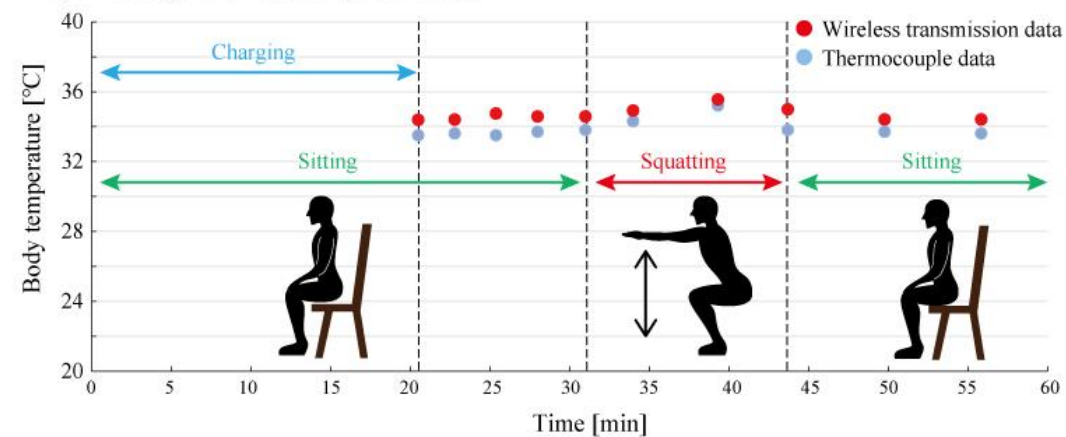 Wireless transmission data
Thermocouple data
Charging
Sitting
Squatting
Sitting
Body temperature [°C]
40
36
32
28
24
20
0 5 10 15 20 25 30 35 40 45 50 55 60
Time [min]